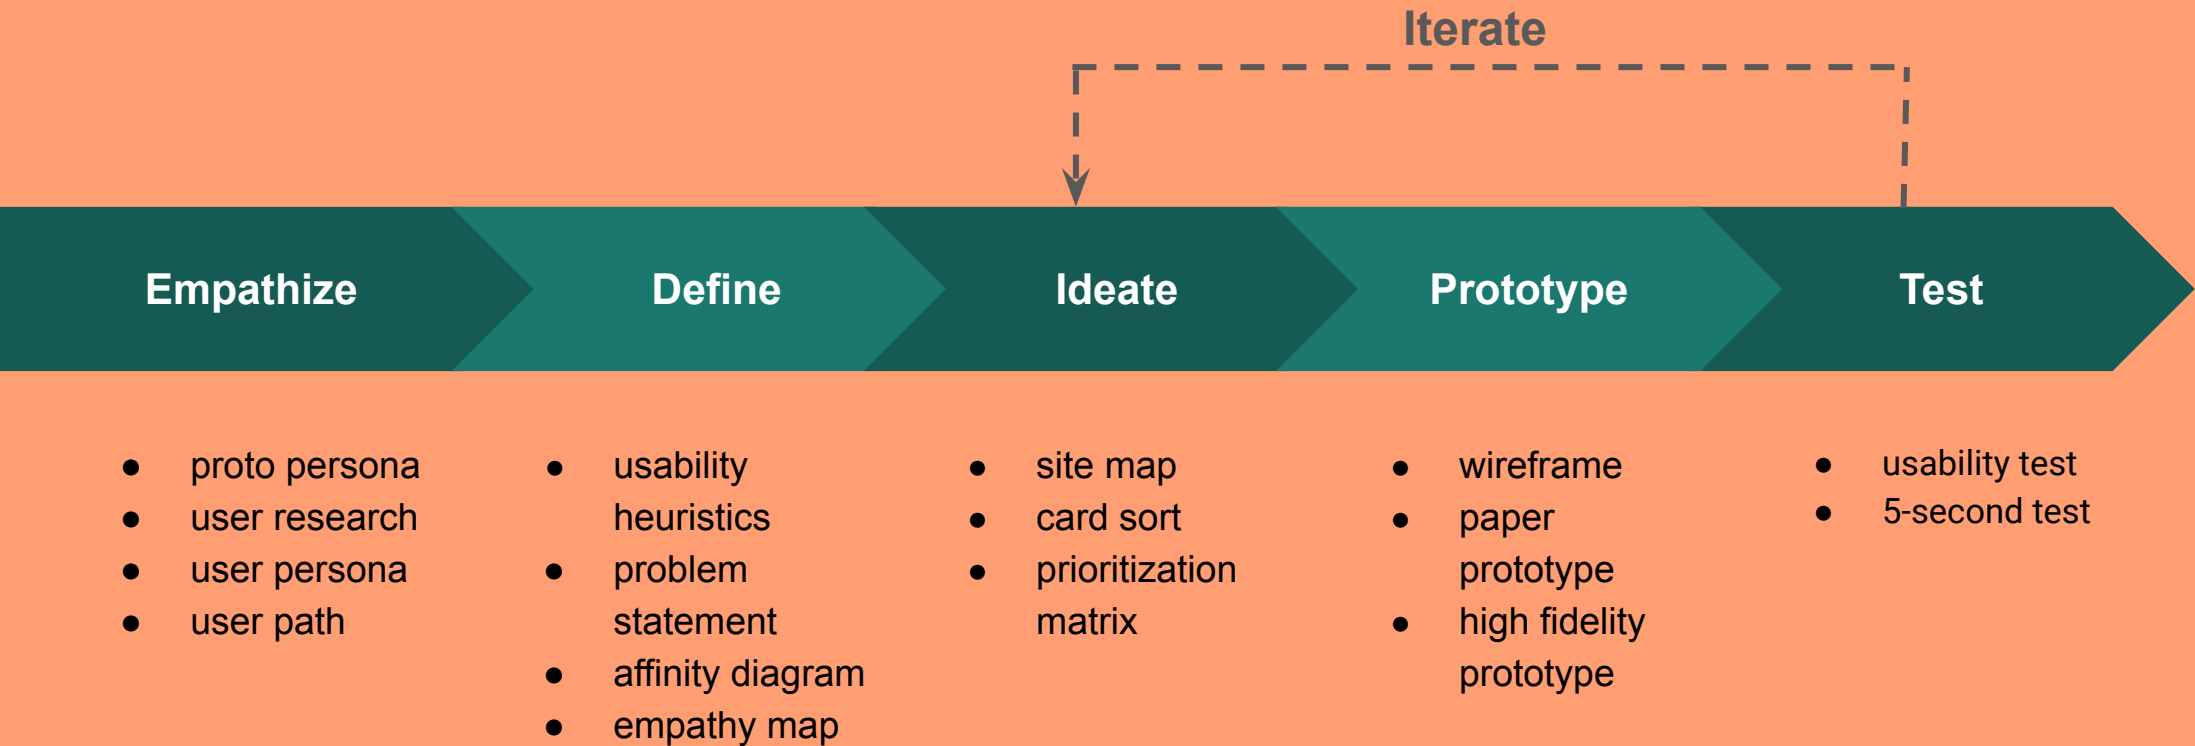 Iterate
Empathize
Define
Ideate
Prototype
Test
● proto persona
● user research
● user persona
● user path
● usability
heuristics
● problem
statement
● affinity diagram
● empathy map
● site map
● card sort
● prioritization
matrix
● wireframe
● paper
prototype
● high fidelity
prototype
● usability test
● 5-second test